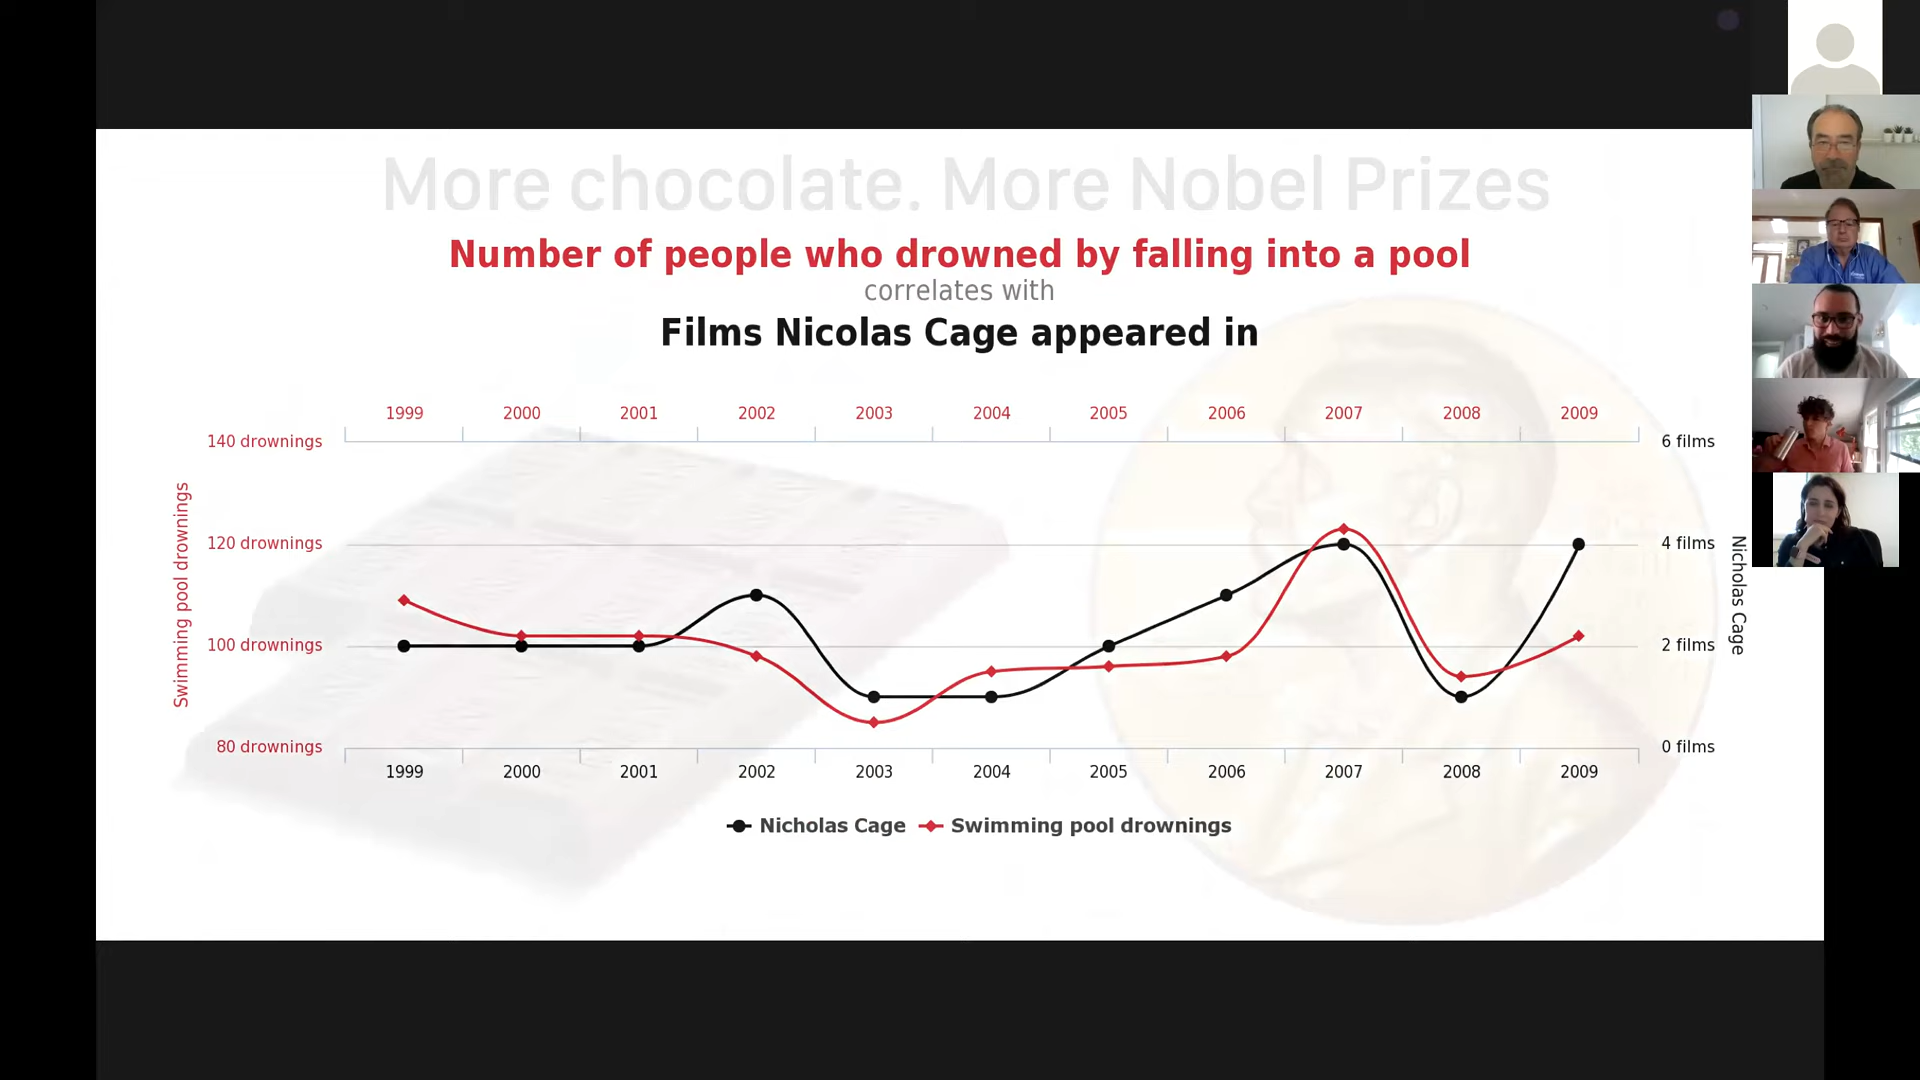 More chocolate. More Nobel Prizes
Number of people who drowned by falling into a pool
correlates with
Films Nicolas Cage appeared in
1999 2000 2001 2002 2003 2004 2005 2006 2007 2008 2009
140 drownings 6 films
120 drownings 4 films
100 drownings 2 films
80 drownings 0 films
Swimming pool drownings
Nicholas Cage
1999 2000 2001 2002 2003 2004 2005 2006 2007 2008 2009
Nicholas Cage Swimming pool drownings